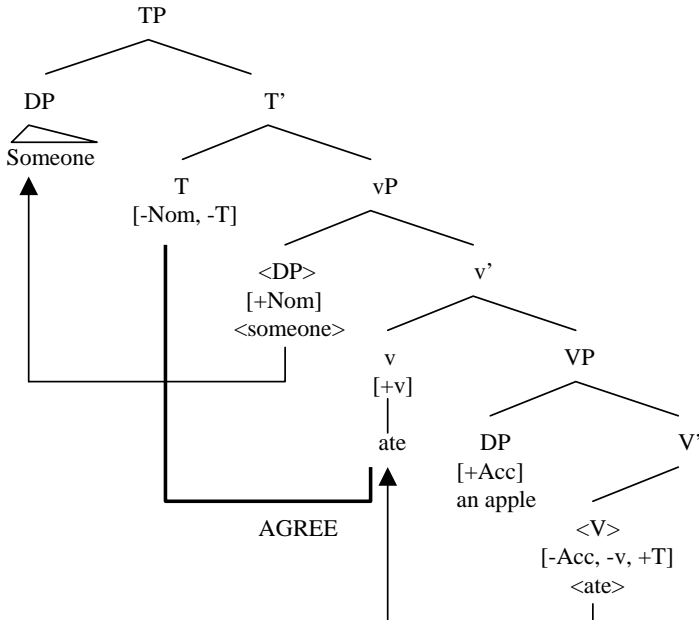 TP
DP T’
Someone
T vP
[-Nom, -T]
<DP> v’
[+Nom]
<someone>
v VP
[+v]
ate DP V’
[+Acc]
an apple
AGREE <V>
[-Acc, -v, +T]
<ate>